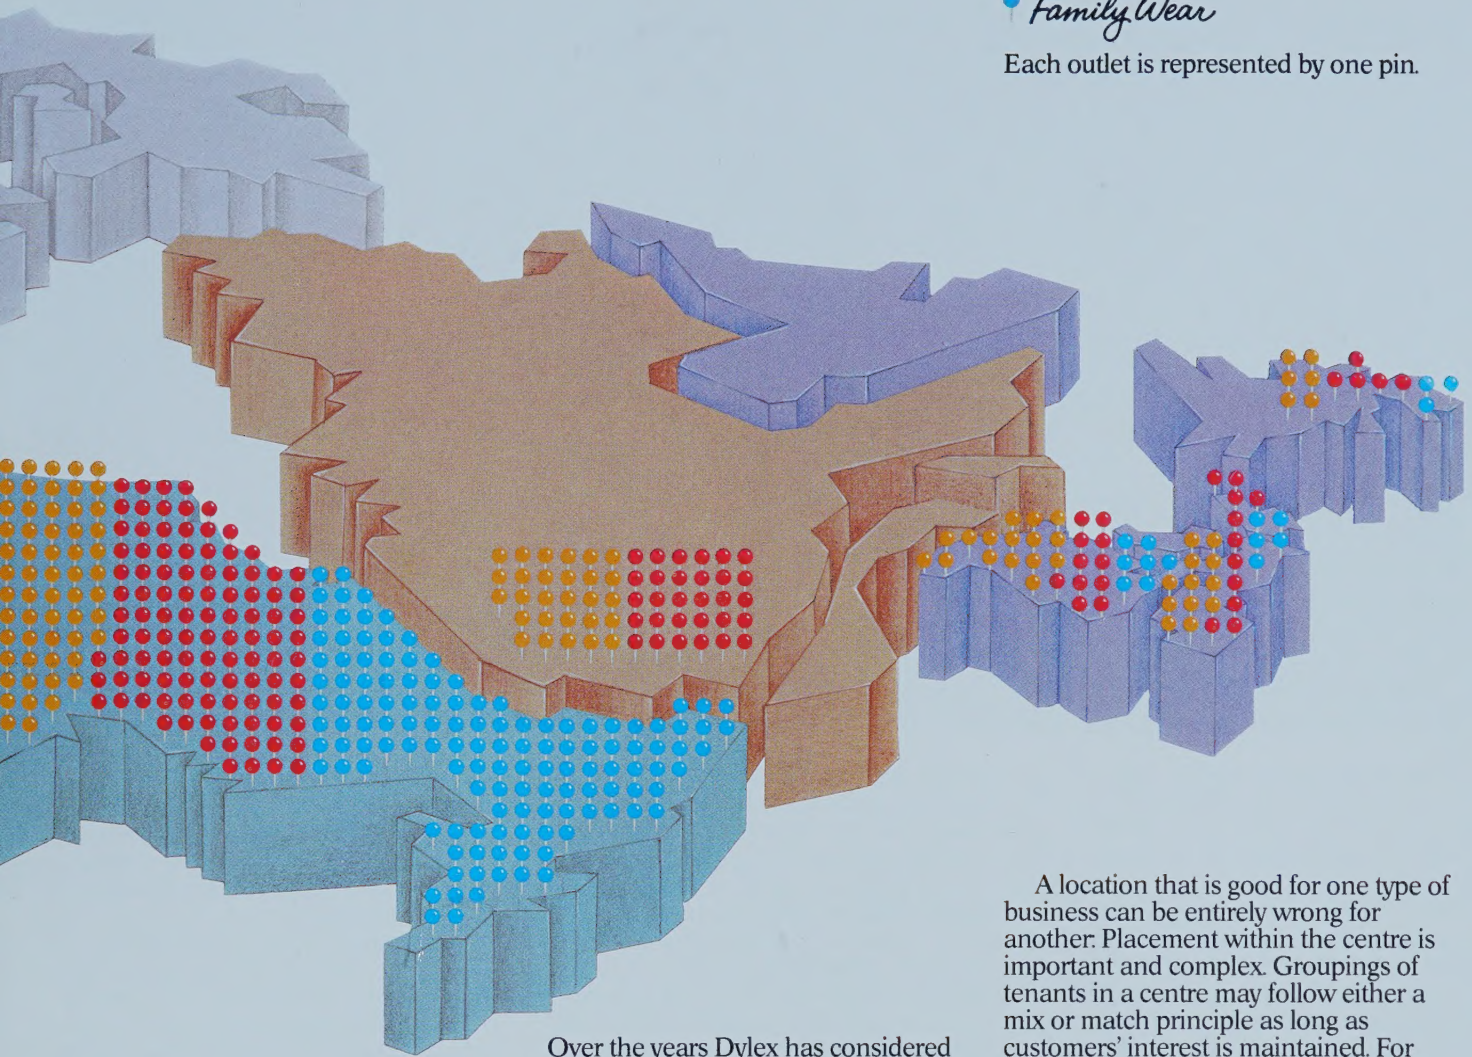 Family Wear
Each outlet is represented by one pin.
A location that is good for one type of
business can be entirely wrong for
another. Placement within the centre is
important and complex. Groupings of
tenants in a centre may follow either a
mix or match principle as long as
customers' interest is maintained. For
Over the years Dylex has considered